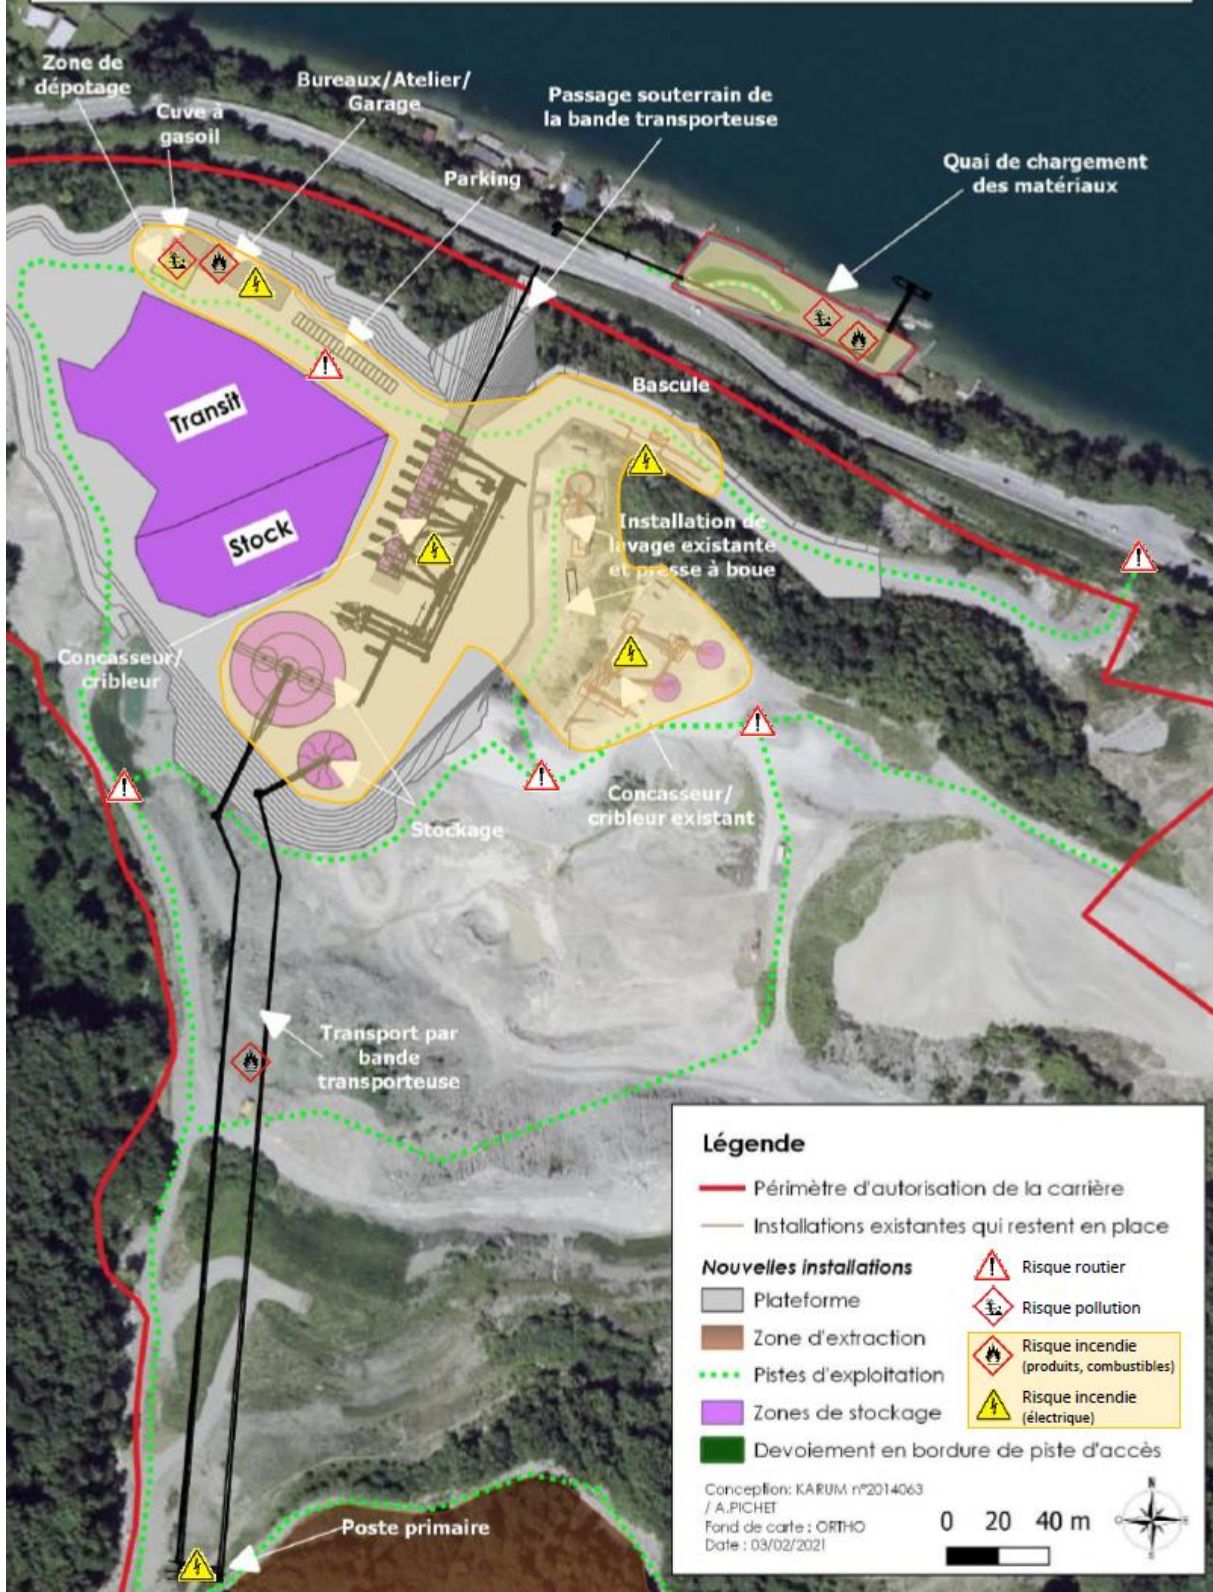 Zone de
dépotage
Bureaux/Atelier/
Garage
Cuve à
gasoil
Passage souterrain de
la bande transporteuse
Parking
Quai de chargement
des matériaux
Bascule
Transit
Stock
Installation de
lavage existante
et presse à boue
Concasseur/
cribleur
Concasseur/
cribleur existant
Stockage
Transport par
bande
transporteuse
Poste primaire
Légende
Périmètre d'autorisation de la carrière
Installations existantes qui restent en place
Nouvelles installations
Plateforme
Zone d'extraction
Pistes d'exploitation
Zones de stockage
Devoiement en bordure de piste d'accès
Risque routier
Risque pollution
Risque incendie
(produits, combustibles)
Risque incendie
(électrique)
Conception: KARUM n°2014063
/ A.PICHET
Fond de carte : ORTHO
Date : 03/02/2021
0 20 40 m
N
E
S
O